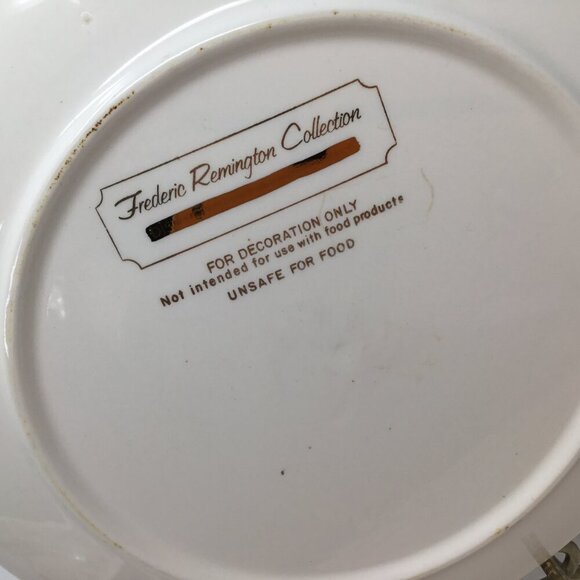 Frederic Remington Collection
FOR DECORATION ONLY
Not intended for use with food products
UNSAFE FOR FOOD